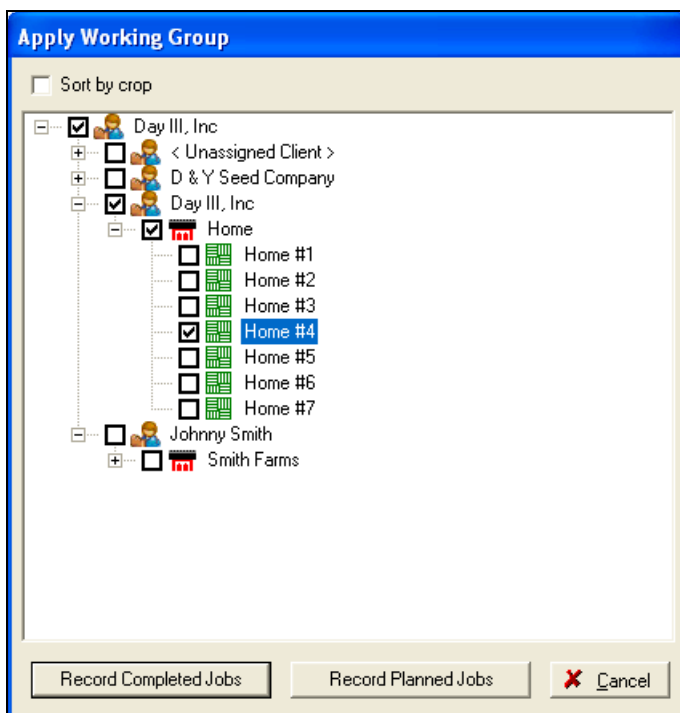 Apply Working Group
Sort by crop
Day III, Inc
< Unassigned Client >
D & Y Seed Company
Day III, Inc
Home
Home #1
Home #2
Home #3
Home #4
Home #5
Home #6
Home #7
Johnny Smith
Smith Farms
Record Completed Jobs Record Planned Jobs Cancel